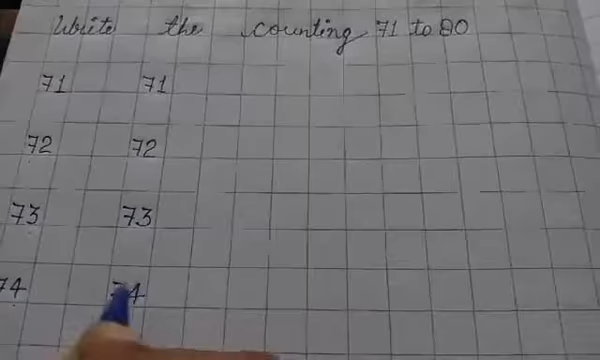 Write the counting 71 to 80
71 71
72 72
73 73
74 74